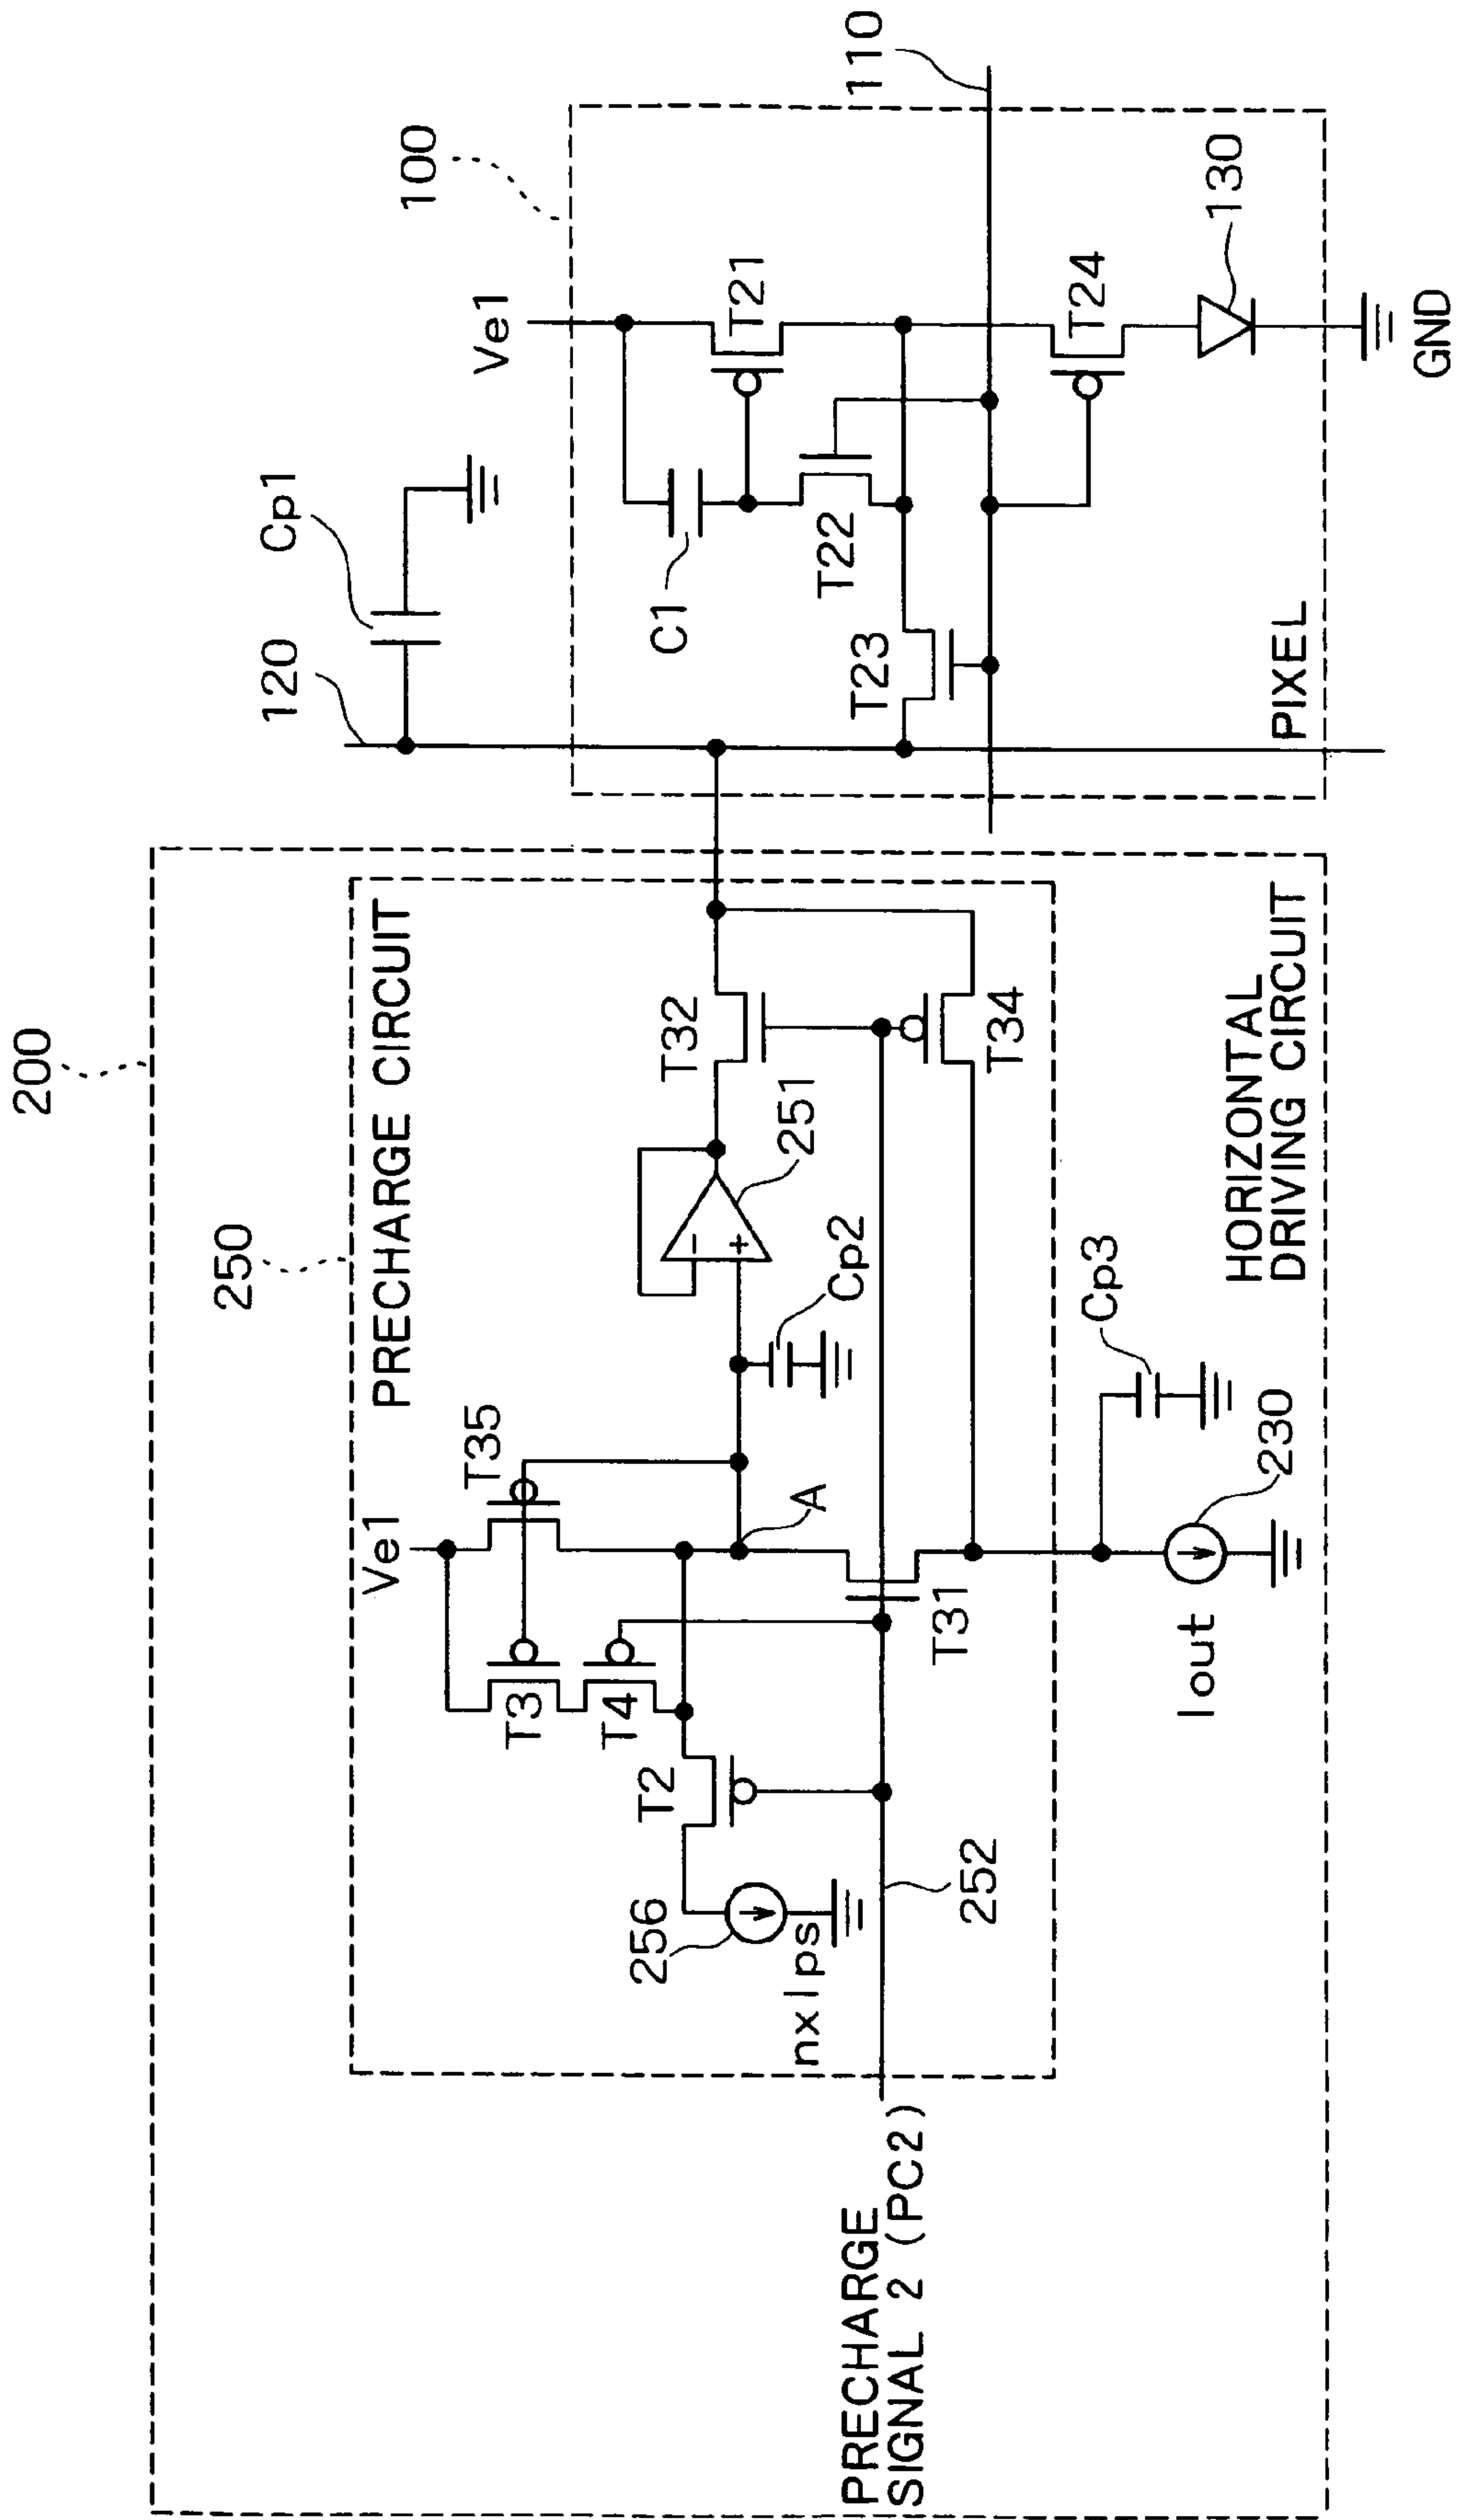 200
250
PRECHARGE CIRCUIT
Ve1
T35
T3
T4
T2
256
nxIps
A
Cp2
251
T32
T34
T31
252
PRECHARGE
SIGNAL 2 (PC2)
Iout
230
Cp3
HORIZONTAL
DRIVING CIRCUIT
120
Cp1
100
Ve1
C1
T21
T22
T23
T24
110
130
PIXEL
GND